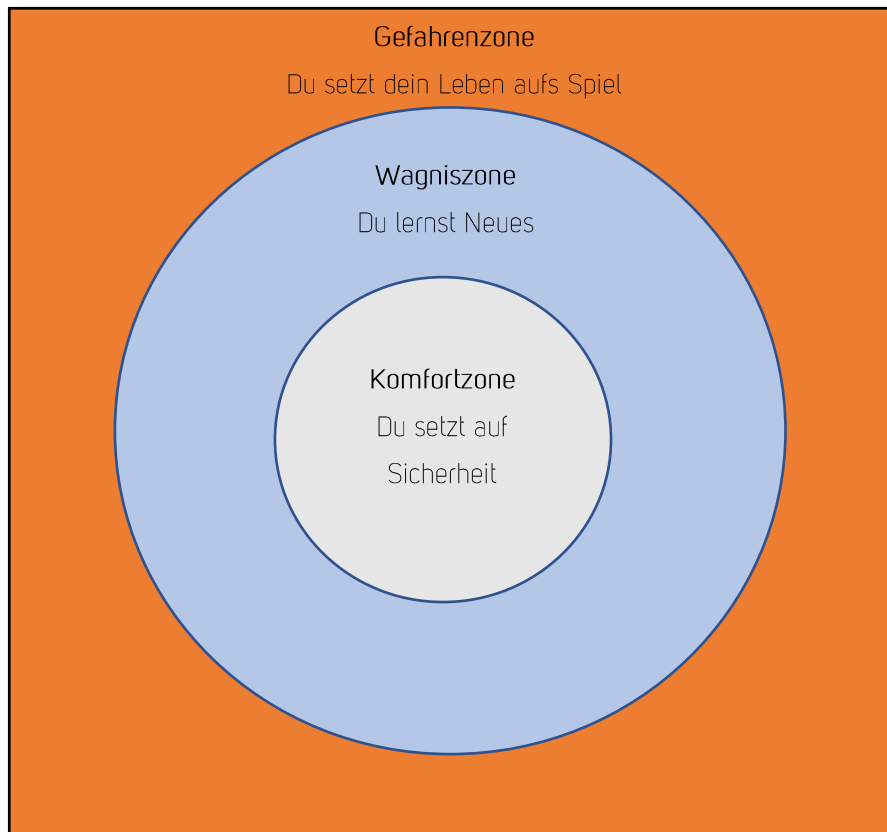 Gefahrenzone
Du setzt dein Leben aufs Spiel
Wagniszone
Du lernst Neues
Komfortzone
Du setzt auf
Sicherheit